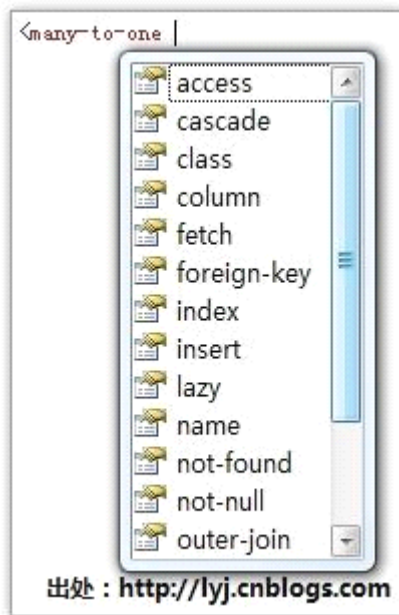 <many-to-one
access
cascade
class
column
fetch
foreign-key
index
insert
lazy
name
not-found
not-null
outer-join
出处：http://lyj.cnblogs.com